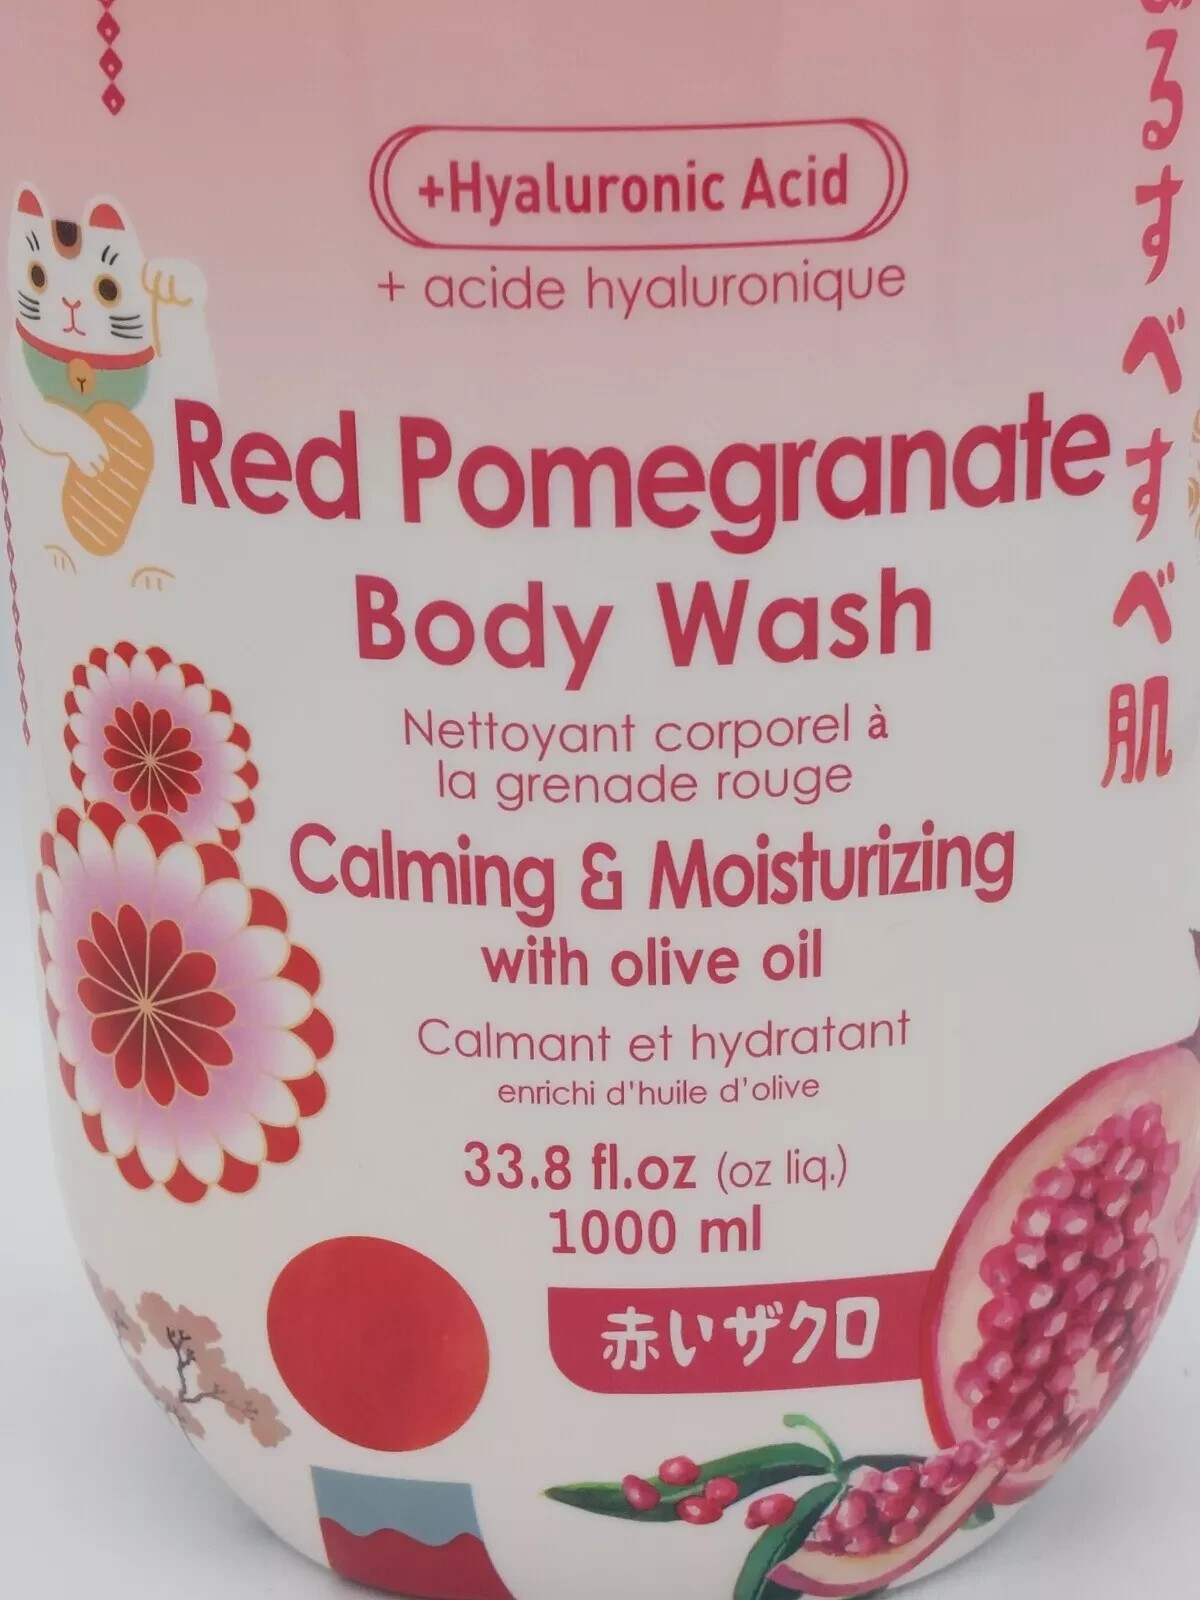 +Hyaluronic Acid
+ acide hyaluronique
Red Pomegranate
Body Wash
Nettoyant corporel à
la grenade rouge
Calming & Moisturizing
with olive oil
Calmant et hydratant
enrichi d'huile d'olive
33.8 fl.oz (oz liq.)
1000 ml
赤いザクロ
るすべすべ肌